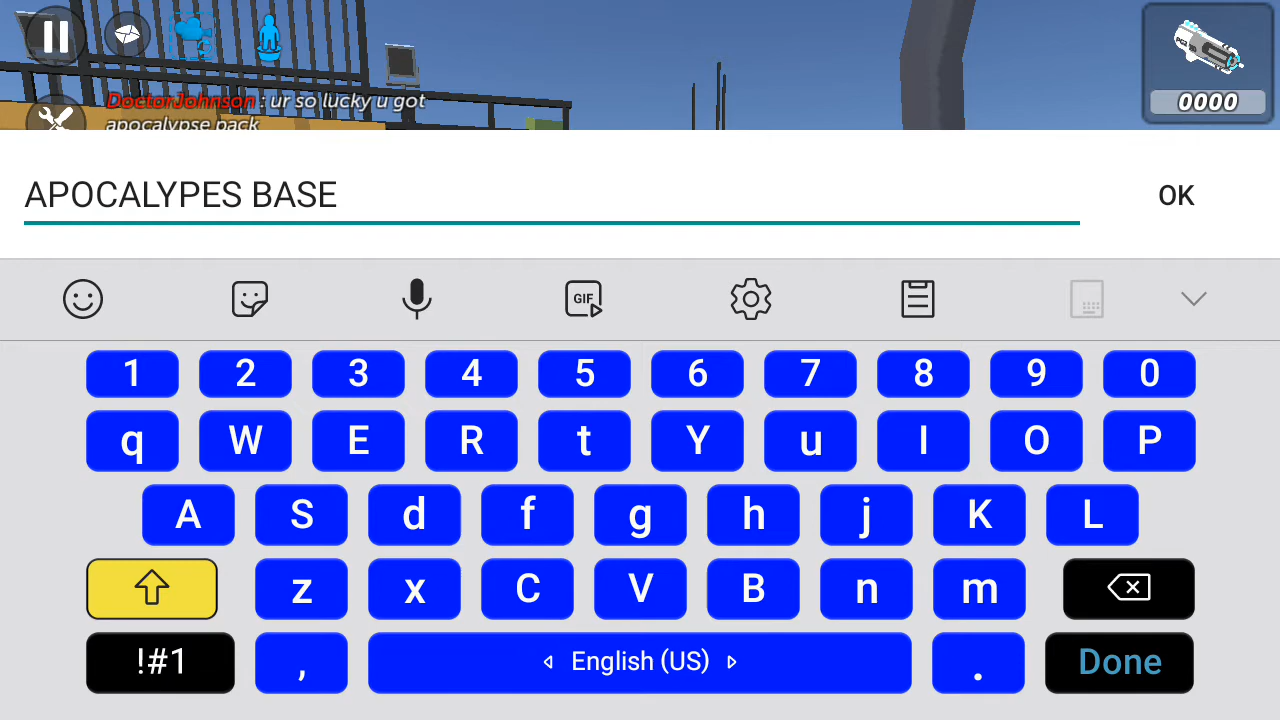 DoctorJohnson : ur so lucky u got
apocalypse pack
PG2
0000
APOCALYPES BASE
OK
GIF
1 2 3 4 5 6 7 8 9 0
q W E R t Y u I O P
A S d f g h j K L
z x C V B n m
!#1 , English (US) . Done